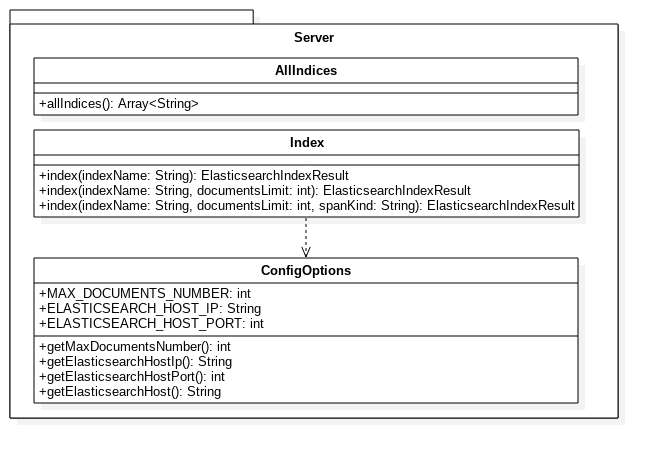 Server
AllIndices
+allIndices(): Array<String>
Index
+index(indexName: String): ElasticsearchIndexResult
+index(indexName: String, documentsLimit: int): ElasticsearchIndexResult
+index(indexName: String, documentsLimit: int, spanKind: String): ElasticsearchIndexResult
ConfigOptions
+MAX_DOCUMENTS_NUMBER: int
+ELASTICSEARCH_HOST_IP: String
+ELASTICSEARCH_HOST_PORT: int
+getMaxDocumentsNumber(): int
+getElasticsearchHostIp(): String
+getElasticsearchHostPort(): int
+getElasticsearchHost(): String